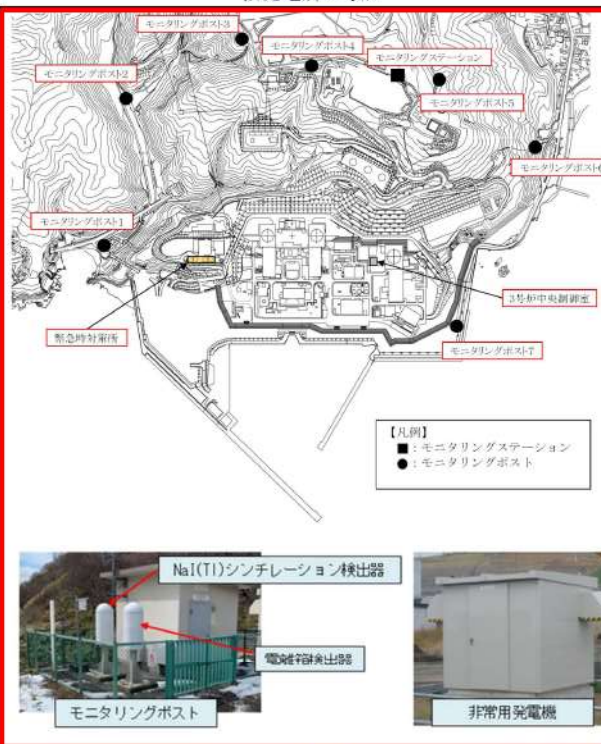 モニタリングポスト3
モニタリングポスト4
モニタリングステーション
モニタリングポスト2
モニタリングポスト5
モニタリングポスト6
モニタリングポスト1
3号炉中央制御室
緊急時対策所
モニタリングポスト7
【凡例】
■:モニタリングステーション
●:モニタリングポスト
NaI(Tl)シンチレーション検出器
電離箱検出器
モニタリングポスト
非常用発電機